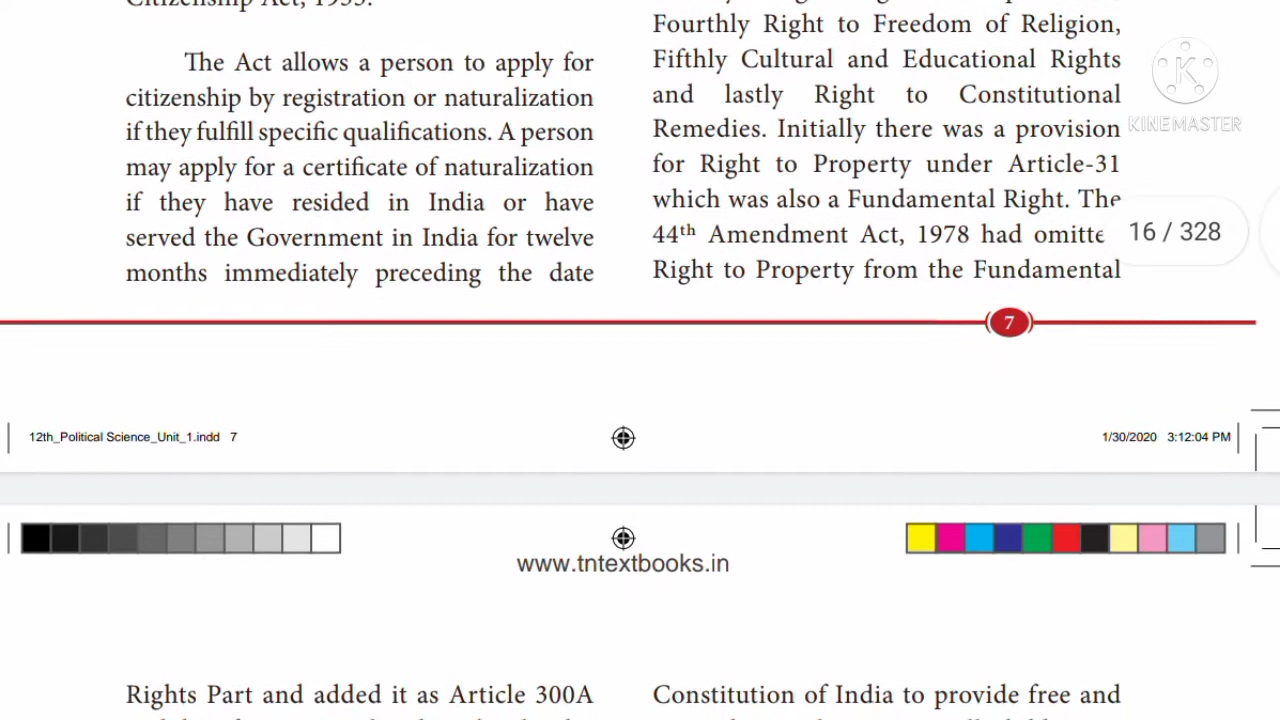 Citizenship Act, 1955.
The Act allows a person to apply for
citizenship by registration or naturalization
if they fulfill specific qualifications. A person
may apply for a certificate of naturalization
if they have resided in India or have
served the Government in India for twelve
months immediately preceding the date
Fourthly Right to Freedom of Religion,
Fifthly Cultural and Educational Rights
and lastly Right to Constitutional
Remedies. Initially there was a provision
for Right to Property under Article-31
which was also a Fundamental Right. The
44th Amendment Act, 1978 had omitte
Right to Property from the Fundamental
KINEMASTER
16 / 328
7
12th_Political Science_Unit_1.indd 7
1/30/2020 3:12:04 PM
www.tntextbooks.in
Rights Part and added it as Article 300A
Constitution of India to provide free and